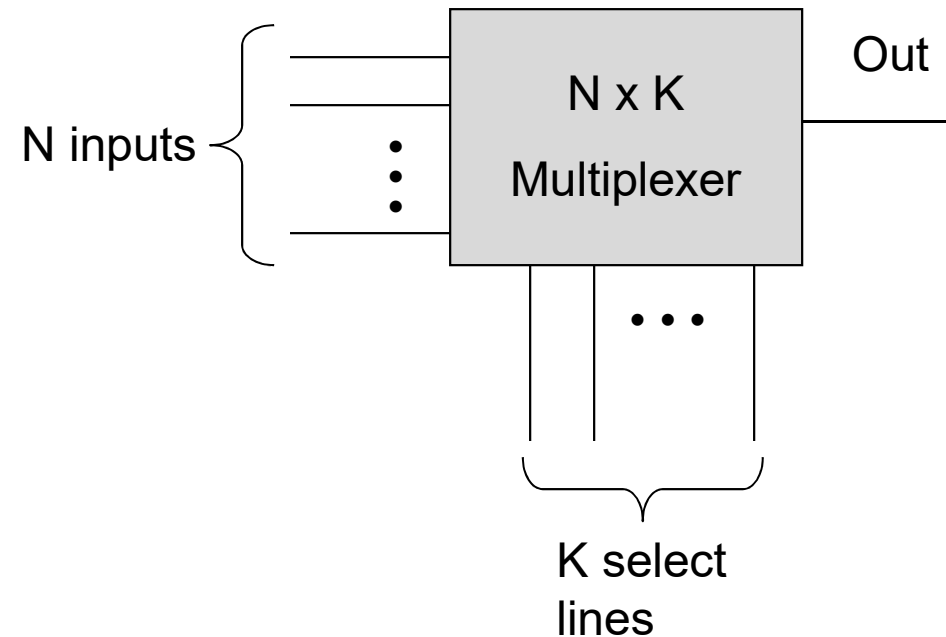 Out
N x K
Multiplexer
N inputs
K select
lines